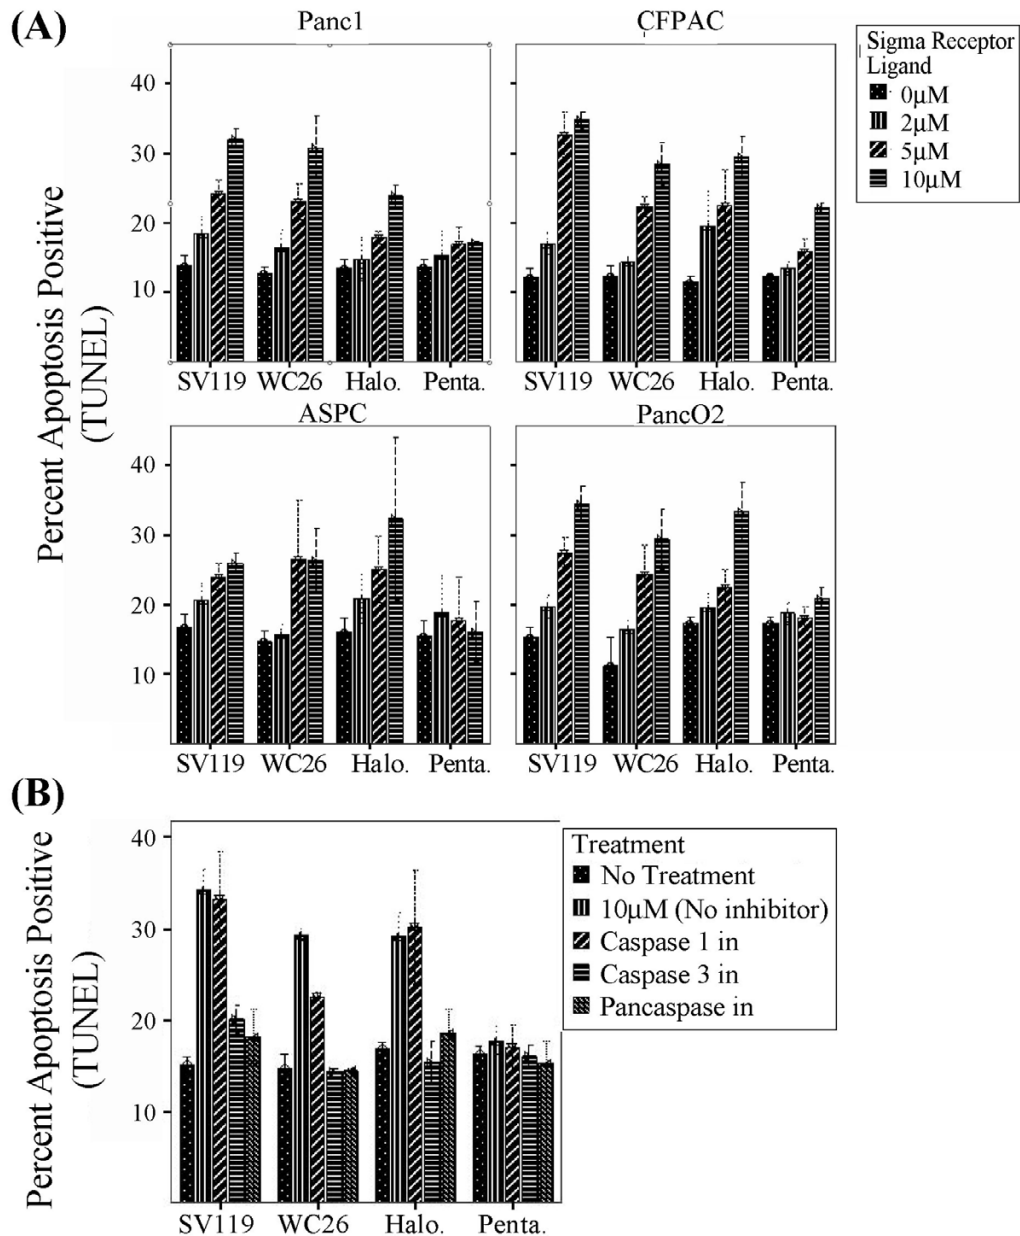 (A)
Panc1
CFPAC
Sigma Receptor
Ligand
0µM
2µM
5µM
10µM
Percent Apoptosis Positive
(TUNEL)
40
30
20
10
SV119 WC26 Halo. Penta.
SV119 WC26 Halo. Penta.
ASPC
PancO2
40
30
20
10
SV119 WC26 Halo. Penta.
SV119 WC26 Halo. Penta.
(B)
Percent Apoptosis Positive
(TUNEL)
40
30
20
10
SV119 WC26 Halo. Penta.
Treatment
No Treatment
10µM (No inhibitor)
Caspase 1 in
Caspase 3 in
Pancaspase in